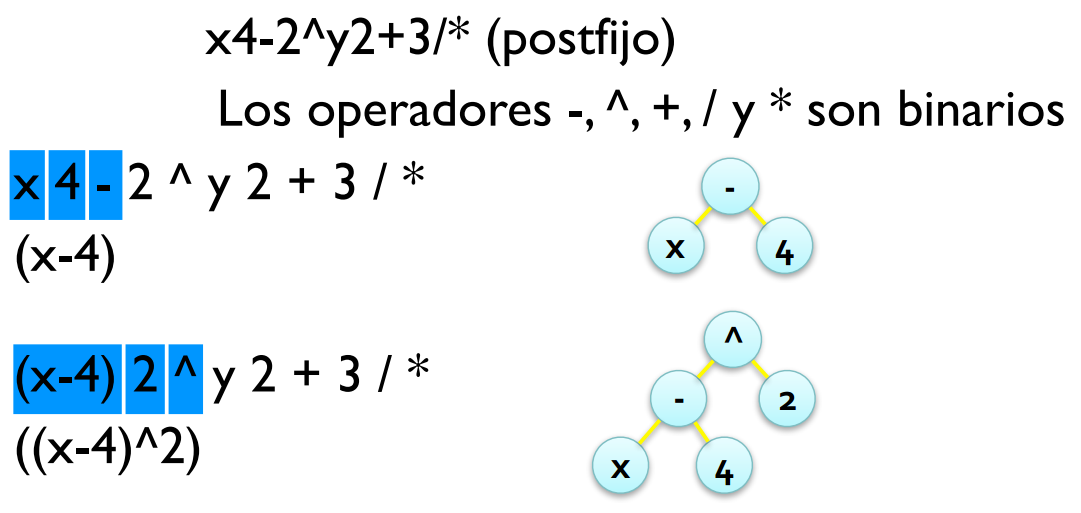 x4-2^y2+3/* (postfijo)
Los operadores -, ^, +, / y * son binarios
x 4 - 2 ^ y 2 + 3 / *
(x-4)
-
x 4
(x-4) 2 ^ y 2 + 3 / *
((x-4)^2)
^
- 2
x 4